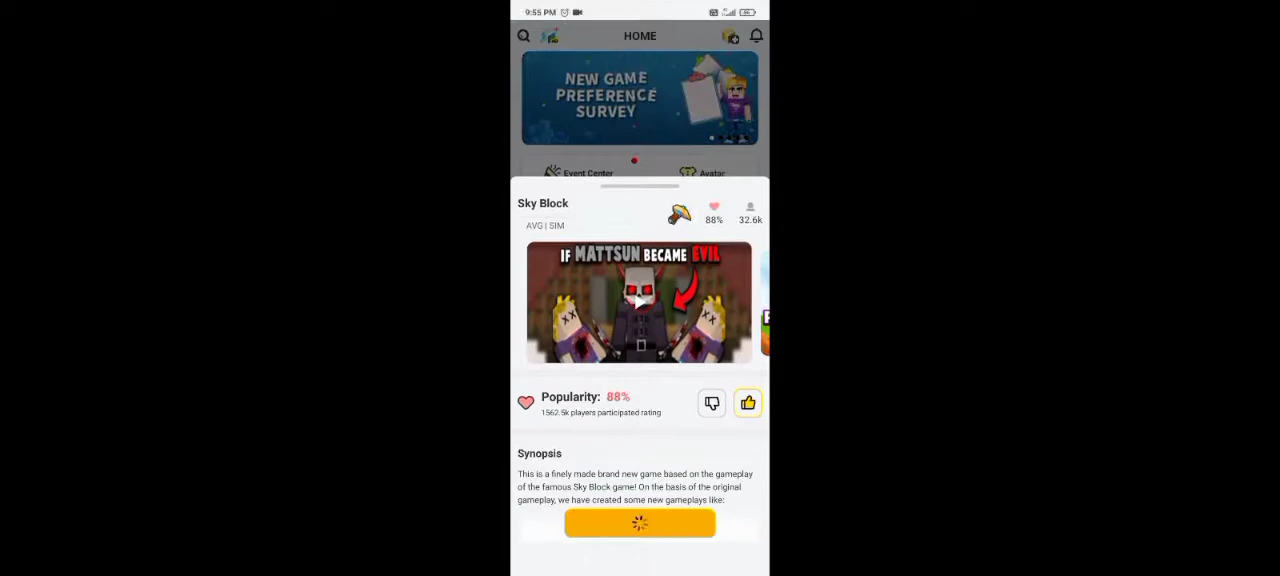 9:55 PM
HOME
NEW GAME
PREFERENCE
SURVEY
Event Center
Avatar
Sky Block
88%
32.6k
AVG | SIM
IF MATTSUN BECAME EVIL
Popularity: 88%
1562.5k players participated rating
Synopsis
This is a finely made brand new game based on the gameplay
of the famous Sky Block game! On the basis of the original
gameplay, we have created some new gameplays like: